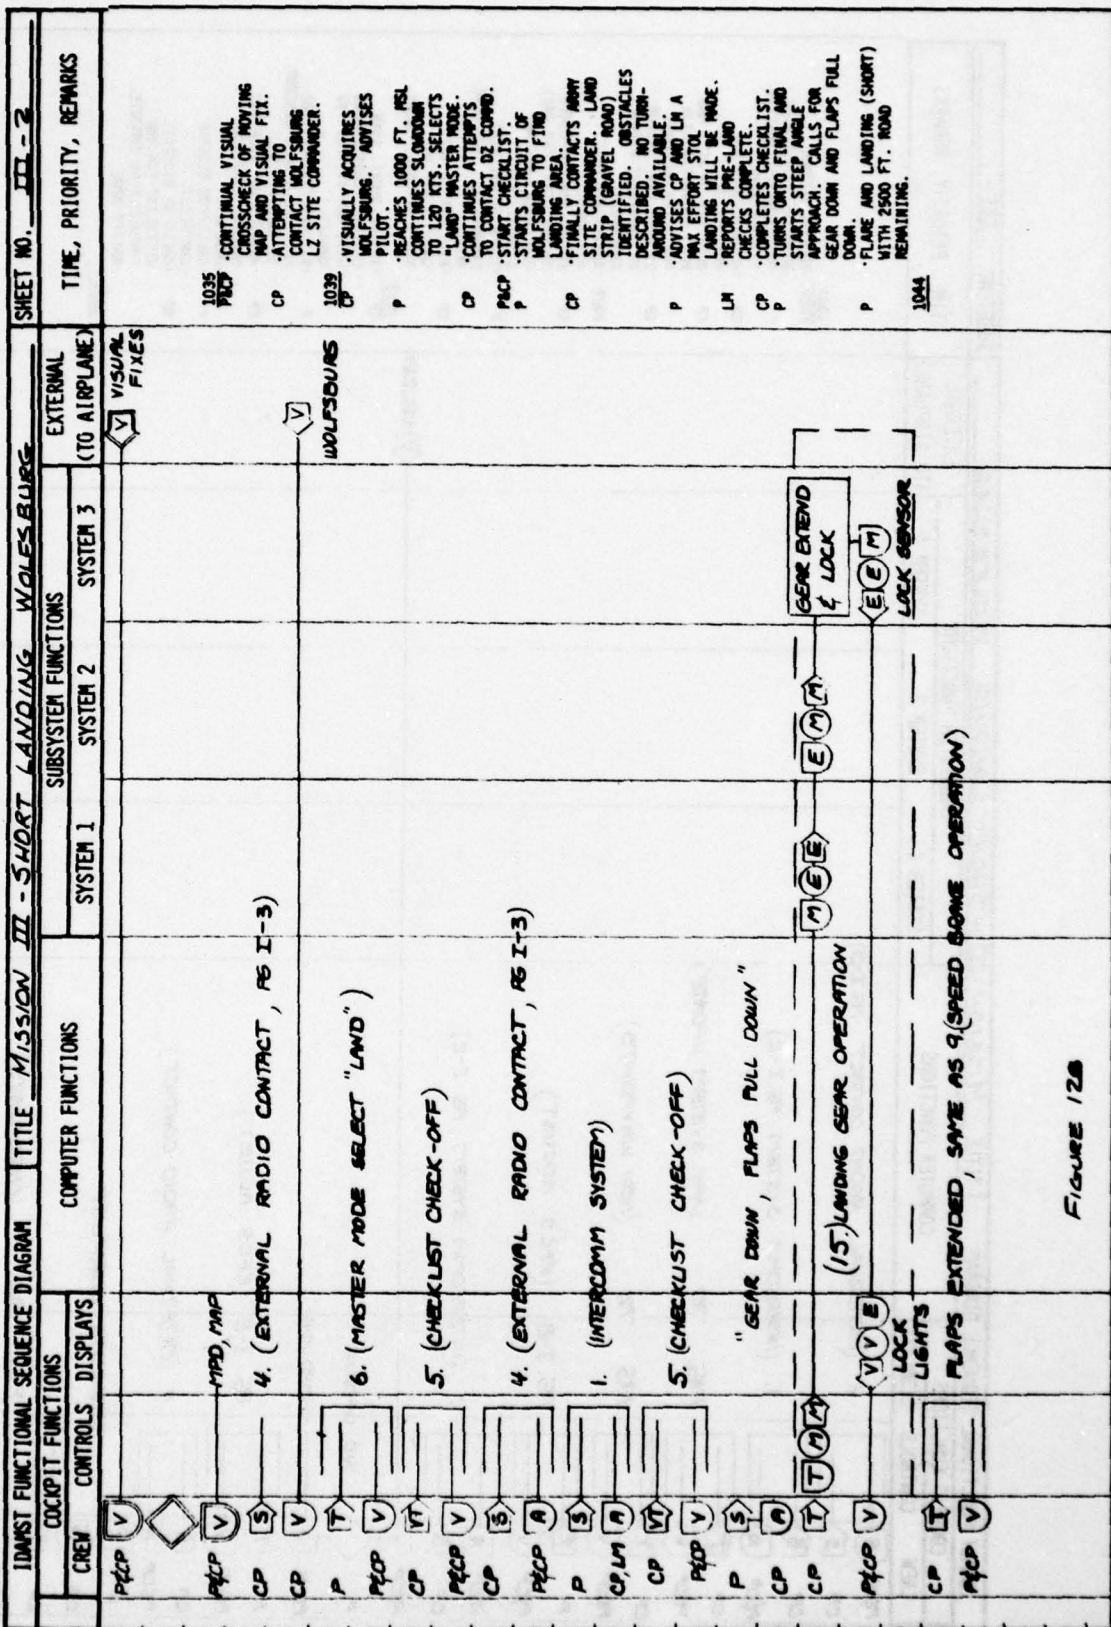 IDAMST FUNCTIONAL SEQUENCE DIAGRAM
TITLE MISSION III - SHORT LANDING WOLFSBURG
SHEET NO. III-2
COCKPIT FUNCTIONS
CREW
CONTROLS
DISPLAYS
COMPUTER FUNCTIONS
SUBSYSTEM FUNCTIONS
SYSTEM 1
SYSTEM 2
SYSTEM 3
EXTERNAL
(TO AIRPLANE)
TIME, PRIORITY, REMARKS
P&CP V
V VISUAL
FIXES
P&CP V MPD, MAP
CP S 4. (EXTERNAL RADIO CONTACT, PG I-3)
CP V
V
WOLFSBURG
P T
6. (MASTER MODE SELECT "LAND")
P&CP V
CP VT
5. (CHECKLIST CHECK-OFF)
P&CP V
CP S
4. (EXTERNAL RADIO CONTACT, PG I-3)
P&CP A
P S
1. (INTERCOMM SYSTEM)
CP, LM A
CP VT
5. (CHECKLIST CHECK-OFF)
P&CP V
P S
"GEAR DOWN, FLAPS FULL DOWN"
CP A
CP T T M M M E E E M M GEAR EXTEND
& LOCK
(15.) LANDING GEAR OPERATION
P&CP V V V E E E M
LOCK
LIGHTS
LOCK SENSOR
CP T
FLAPS EXTENDED, SAME AS 9. (SPEED BRAKE OPERATION)
P&CP V
1035
P&CP · CONTINUAL VISUAL
CROSSCHECK OF MOVING
MAP AND VISUAL FIX.
CP · ATTEMPTING TO
CONTACT WOLFSBURG
LZ SITE COMMANDER.
1039
CP · VISUALLY ACQUIRES
WOLFSBURG. ADVISES
PILOT.
P · REACHES 1000 FT. MSL
CONTINUES SLOWDOWN
TO 120 KTS. SELECTS
"LAND" MASTER MODE.
CP · CONTINUES ATTEMPTS
TO CONTACT DZ COMMD.
P&CP · START CHECKLIST.
P · STARTS CIRCUIT OF
WOLFSBURG TO FIND
LANDING AREA.
CP · FINALLY CONTACTS ARMY
SITE COMMANDER. LAND
STRIP (GRAVEL ROAD)
IDENTIFIED. OBSTACLES
DESCRIBED. NO TURN-
AROUND AVAILABLE.
P · ADVISES CP AND LM A
MAX EFFORT STOL
LANDING WILL BE MADE.
LM · REPORTS PRE-LAND
CHECKS COMPLETE.
CP · COMPLETES CHECKLIST.
P · TURNS ONTO FINAL AND
STARTS STEEP ANGLE
APPROACH. CALLS FOR
GEAR DOWN AND FLAPS FULL
DOWN.
P · FLARE AND LANDING (SHORT)
WITH 2500 FT. ROAD
REMAINING.
1044
FIGURE 12B